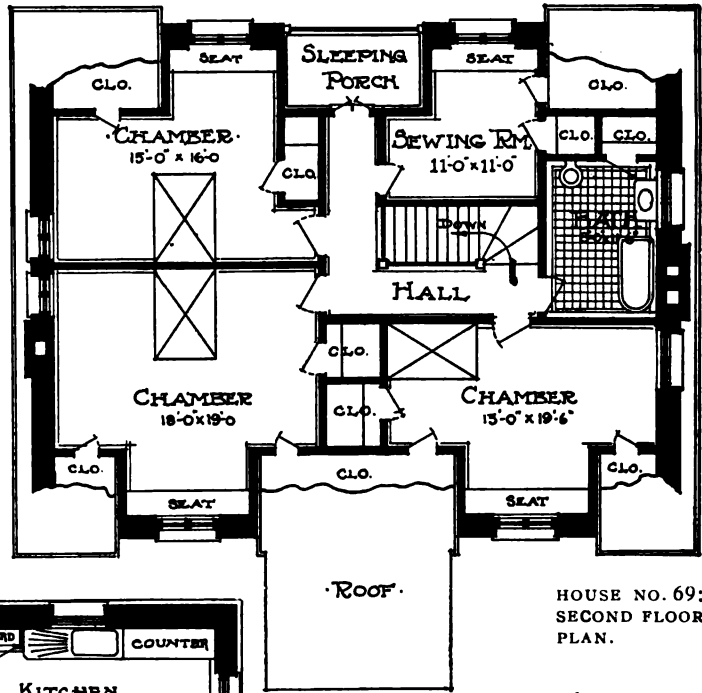 SEAT
SLEEPING
PORCH
SEAT
CLO.
CLO.
·CHAMBER·
15'-0" x 16'-0
SEWING RM.
11'-0" x 11'-0"
CLO.
CLO.
CLO.
DOWN
BATH
HALL
CLO.
CHAMBER
18'-0" x 19'-0
CHAMBER
13'-0" x 19'-6"
CLO.
CLO.
CLO.
CLO.
SEAT
SEAT
·ROOF·
HOUSE NO. 69:
SECOND FLOOR
PLAN.
COUNTER
KITCHEN